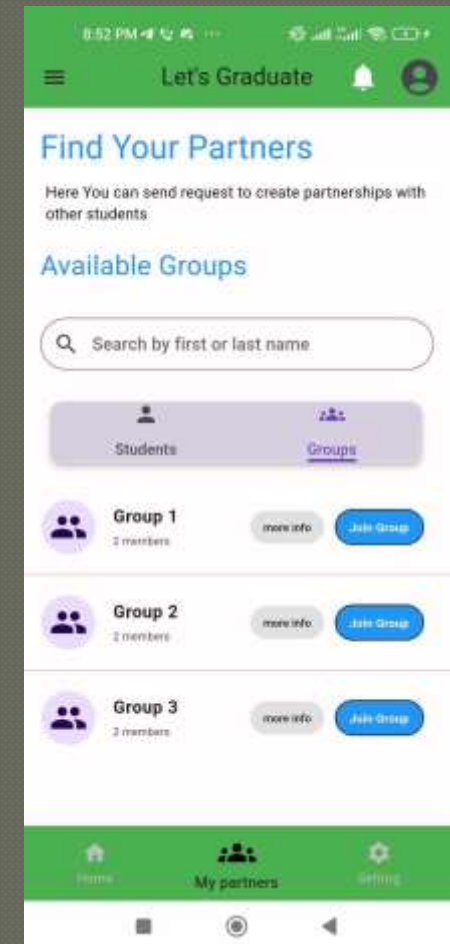 8:52 PM
Let's Graduate
Find Your Partners
Here You can send request to create partnerships with
other students
Available Groups
Search by first or last name
Students Groups
Group 1
2 members
more info Join Group
Group 2
2 members
more info Join Group
Group 3
2 members
more info Join Group
Home My partners Setting